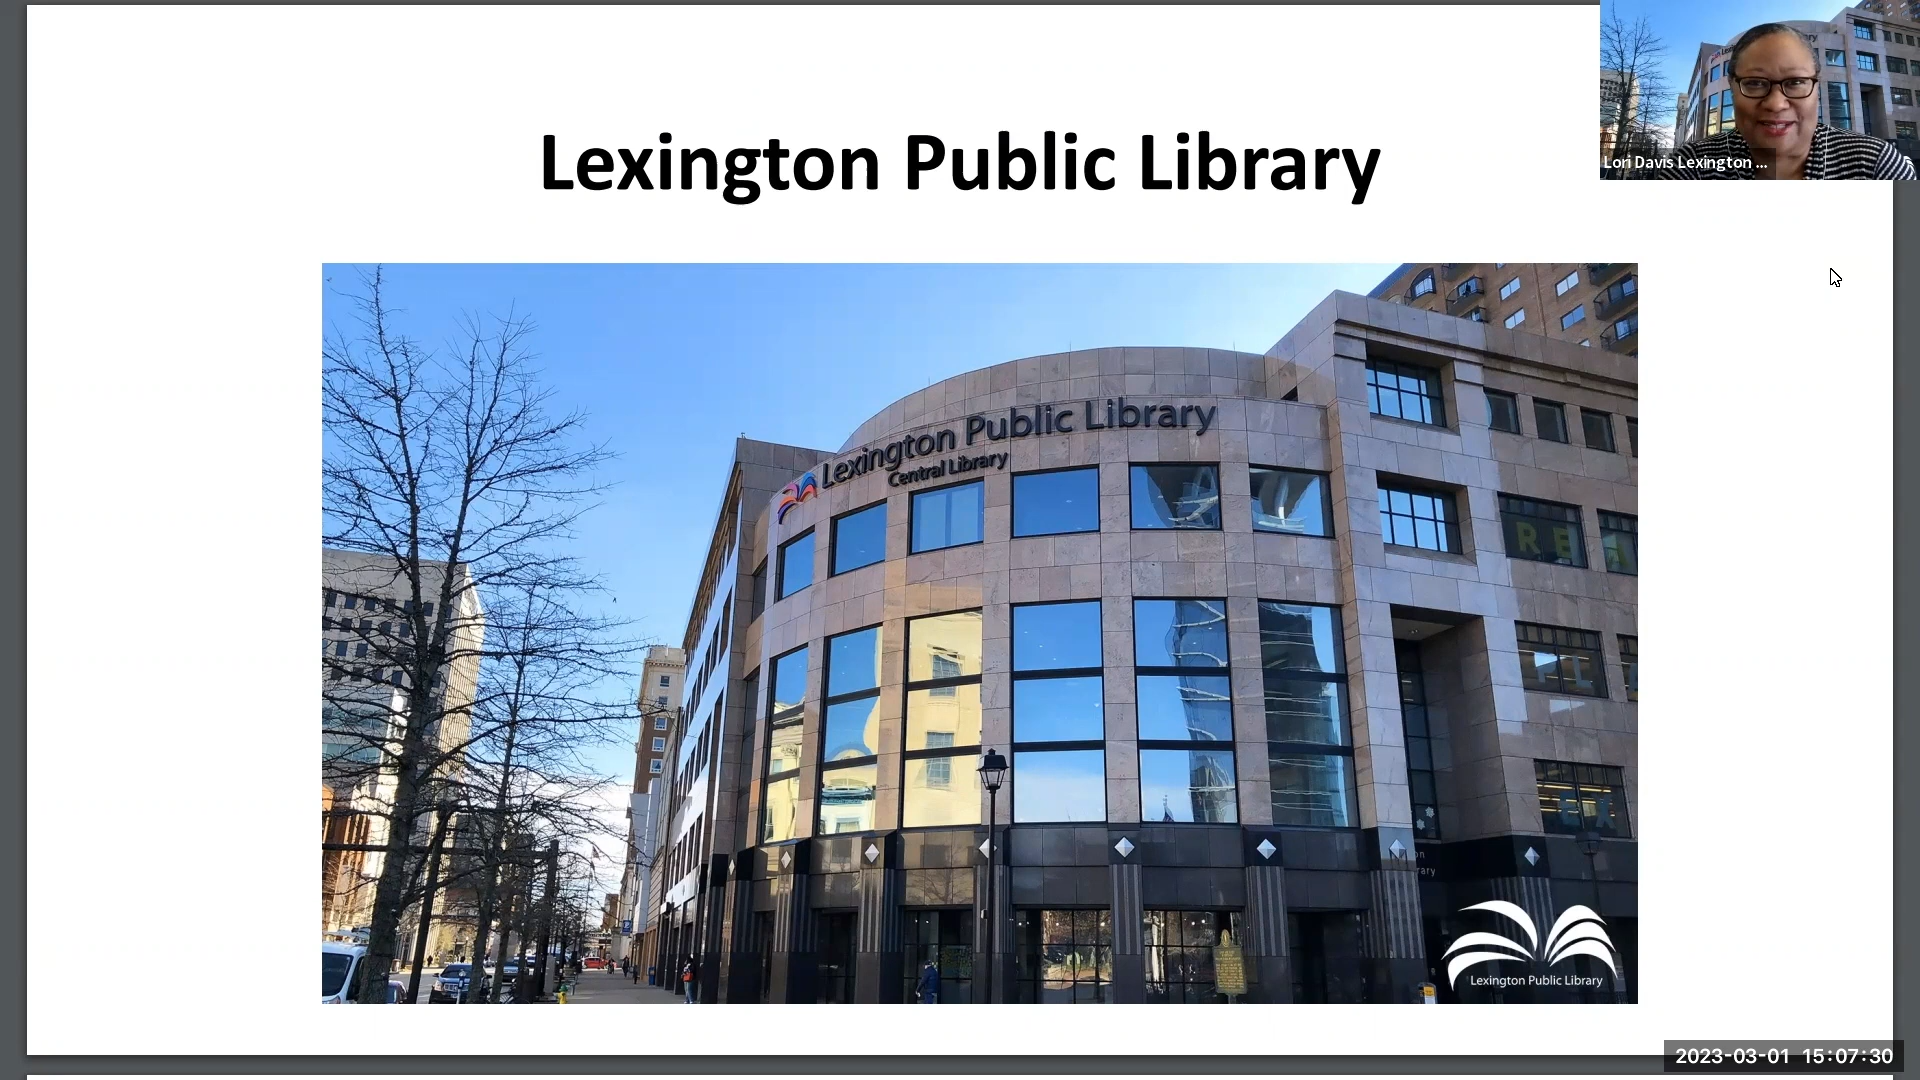 Lexington Public Library
Lori Davis Lexington ...
Lexington Public Library
Central Library
Lexington Public Library
2023-03-01 15:07:30